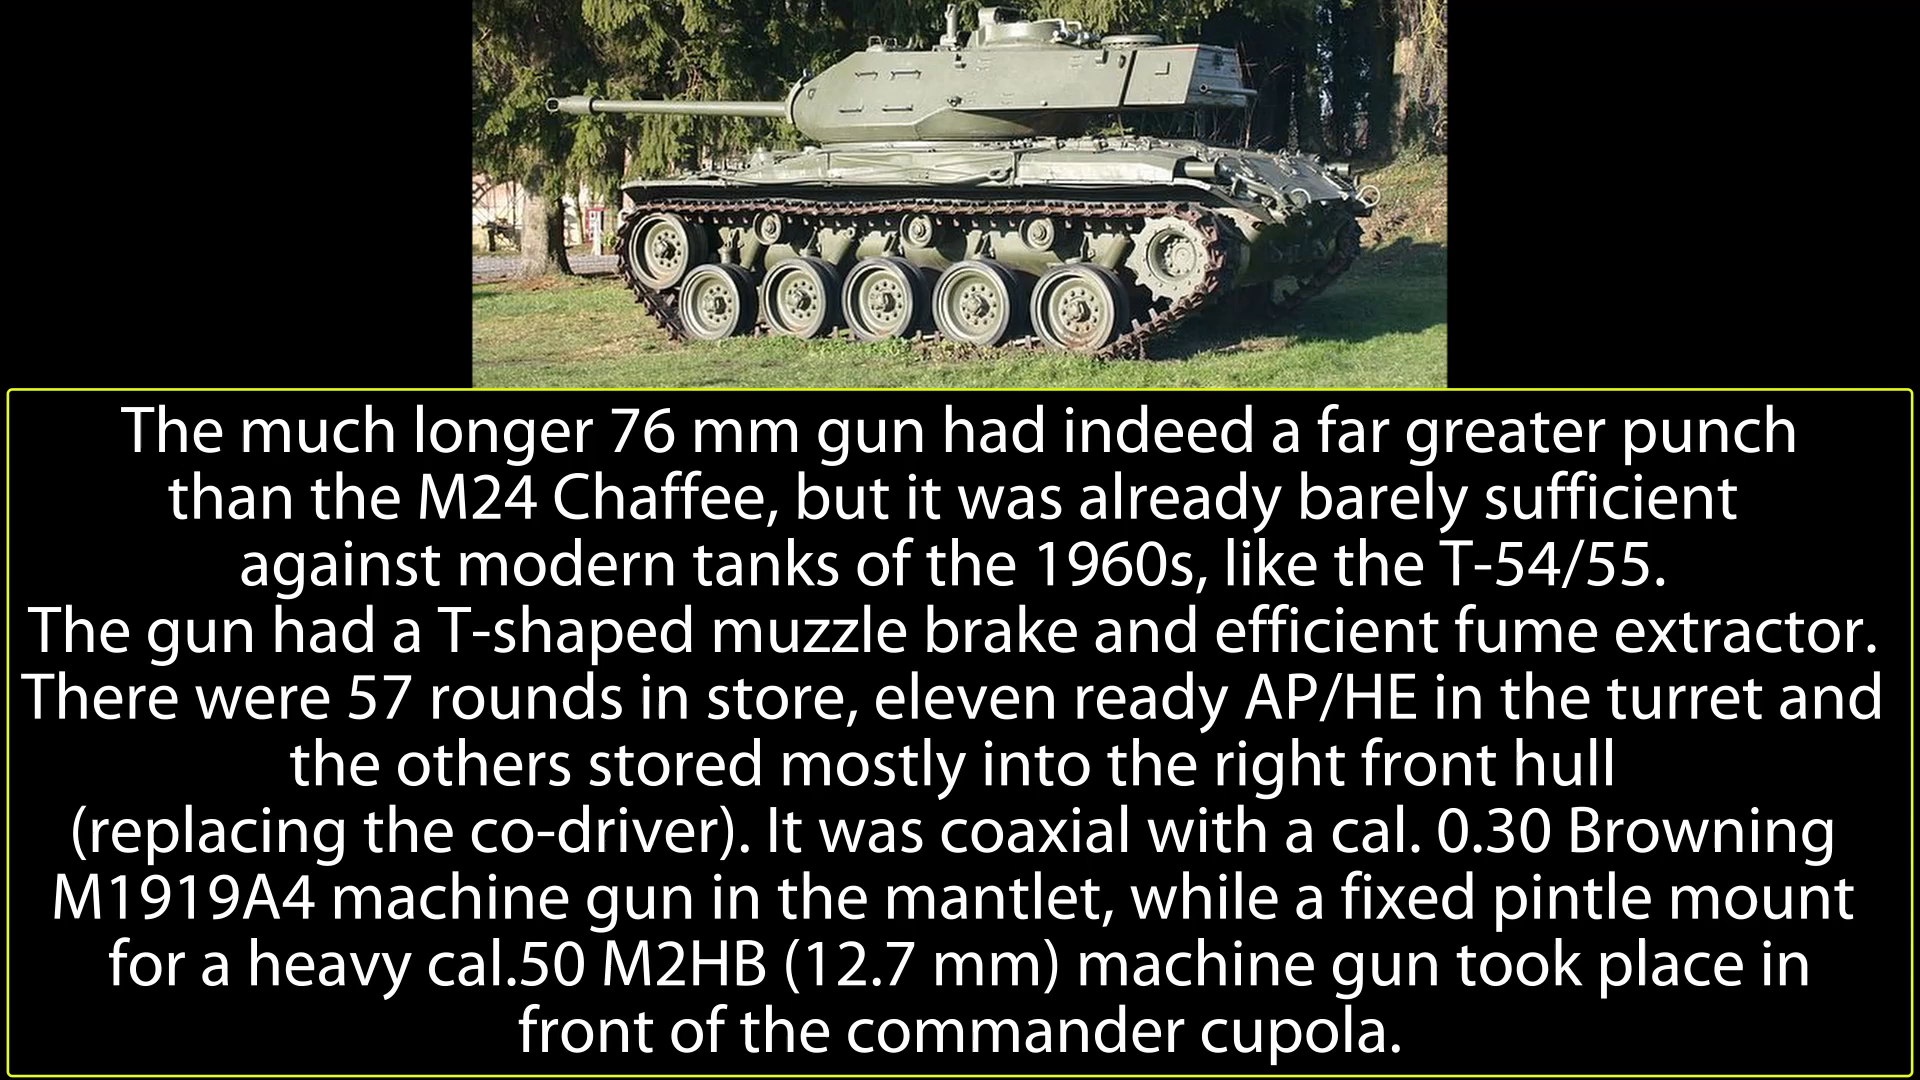 The much longer 76 mm gun had indeed a far greater punch
than the M24 Chaffee, but it was already barely sufficient
against modern tanks of the 1960s, like the T-54/55.
The gun had a T-shaped muzzle brake and efficient fume extractor.
There were 57 rounds in store, eleven ready AP/HE in the turret and
the others stored mostly into the right front hull
(replacing the co-driver). It was coaxial with a cal. 0.30 Browning
M1919A4 machine gun in the mantlet, while a fixed pintle mount
for a heavy cal.50 M2HB (12.7 mm) machine gun took place in
front of the commander cupola.